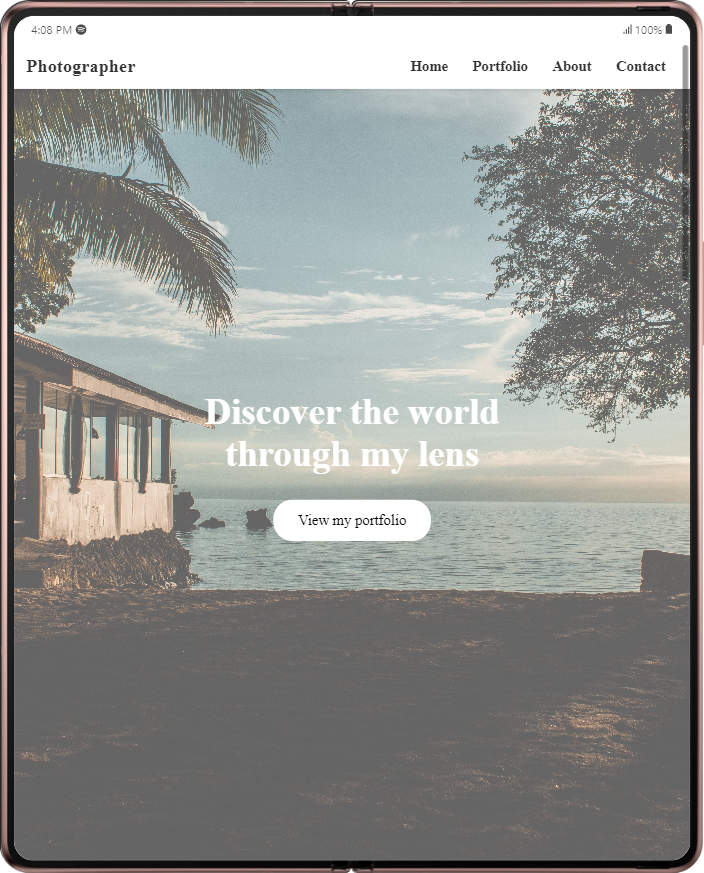 4:08 PM 100%
Photographer Home Portfolio About Contact
Discover the world
through my lens
View my portfolio